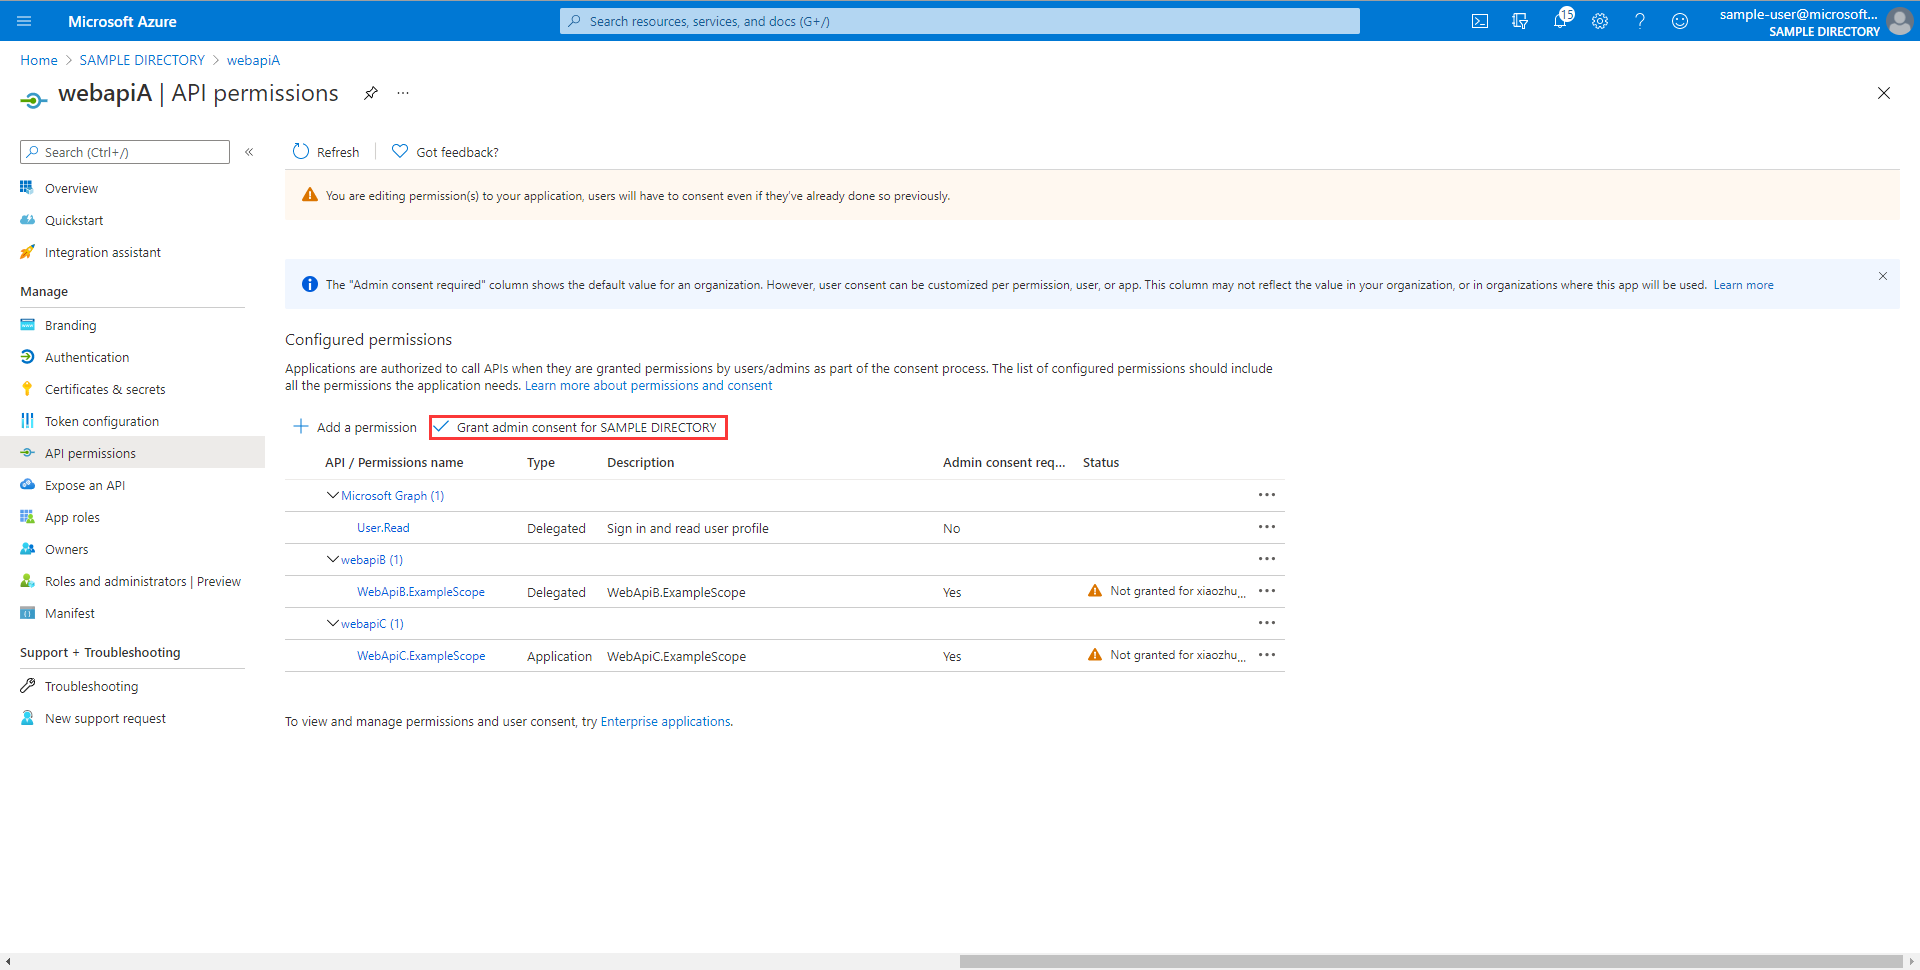 Microsoft Azure
Search resources, services, and docs (G+/)
15
sample-user@microsoft...
SAMPLE DIRECTORY
Home > SAMPLE DIRECTORY > webapiA
webapiA | API permissions
Search (Ctrl+/)
Refresh
Got feedback?
Overview
Quickstart
Integration assistant
Manage
Branding
Authentication
Certificates & secrets
Token configuration
API permissions
Expose an API
App roles
Owners
Roles and administrators | Preview
Manifest
Support + Troubleshooting
Troubleshooting
New support request
You are editing permission(s) to your application, users will have to consent even if they've already done so previously.
The "Admin consent required" column shows the default value for an organization. However, user consent can be customized per permission, user, or app. This column may not reflect the value in your organization, or in organizations where this app will be used. Learn more
Configured permissions
Applications are authorized to call APIs when they are granted permissions by users/admins as part of the consent process. The list of configured permissions should include
all the permissions the application needs. Learn more about permissions and consent
Add a permission
Grant admin consent for SAMPLE DIRECTORY
API / Permissions name Type Description Admin consent req... Status
Microsoft Graph (1)
User.Read Delegated Sign in and read user profile No
webapiB (1)
WebApiB.ExampleScope Delegated WebApiB.ExampleScope Yes Not granted for xiaozhu...
webapiC (1)
WebApiC.ExampleScope Application WebApiC.ExampleScope Yes Not granted for xiaozhu...
To view and manage permissions and user consent, try Enterprise applications.